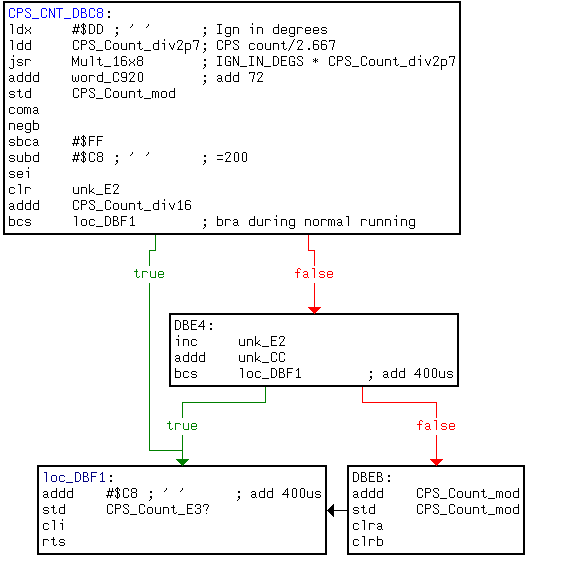 CPS_CNT_DBC8:
ldx #$DD ; ' ' ; Ign in degrees
ldd CPS_Count_div2p7; CPS count/2.667
jsr Mult_16x8 ; IGN_IN_DEGS * CPS_Count_div2p7
addd word_C920 ; add 72
std CPS_Count_mod
coma
negb
sbca #$FF
subd #$C8 ; ' ' ; =200
sei
clr unk_E2
addd CPS_Count_div16
bcs loc_DBF1 ; bra during normal running
true
false
DBE4:
inc unk_E2
addd unk_CC
bcs loc_DBF1 ; add 400us
true
false
loc_DBF1:
addd #$C8 ; ' ' ; add 400us
std CPS_Count_E3?
cli
rts
DBEB:
addd CPS_Count_mod
std CPS_Count_mod
clra
clrb